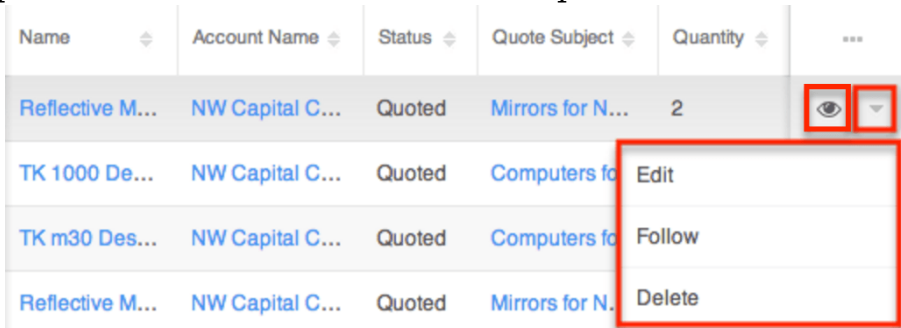 Name Account Name Status Quote Subject Quantity
Reflective M... NW Capital C... Quoted Mirrors for N... 2
TK 1000 De... NW Capital C... Quoted Computers fo Edit
TK m30 Des... NW Capital C... Quoted Computers fo Follow
Reflective M... NW Capital C... Quoted Mirrors for N. Delete